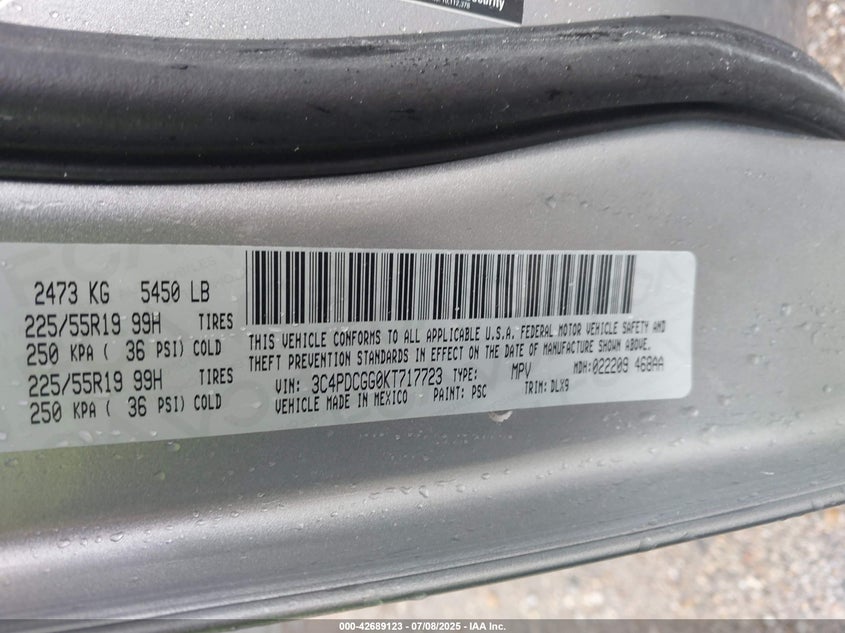 2473 KG 5450 LB
225/55R19 99H TIRES
250 KPA ( 36 PSI) COLD
225/55R19 99H TIRES
250 KPA ( 36 PSI) COLD
THIS VEHICLE CONFORMS TO ALL APPLICABLE U.S.A. FEDERAL MOTOR VEHICLE SAFETY AND
THEFT PREVENTION STANDARDS IN EFFECT ON THE DATE OF MANUFACTURE SHOWN ABOVE.
VIN: 3C4PDCGG0KT717723 TYPE: MPV MDH:022209 468AA
VEHICLE MADE IN MEXICO PAINT: PSC TRIM: DLX9
000-42689123 - 07/08/2025 - IAA Inc.